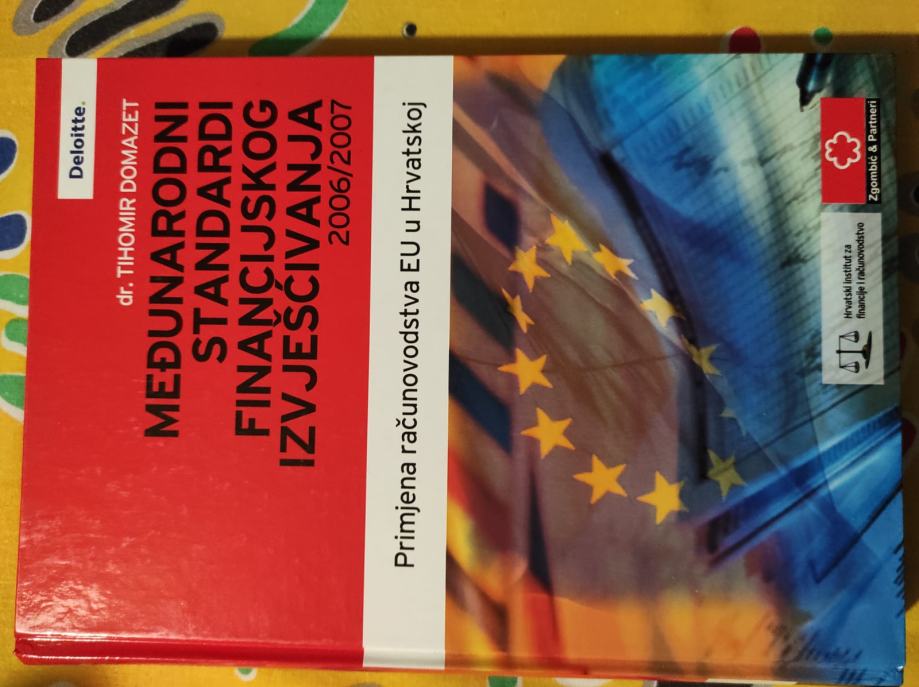 Deloitte.
dr. TIHOMIR DOMAZET
MEĐUNARODNI
STANDARDI
FINANCIJSKOG
IZVJEŠĆIVANJA
2006/2007
Primjena računovodstva EU u Hrvatskoj
Hrvatski institut za
financije i računovodstvo
Zgombić & Partneri